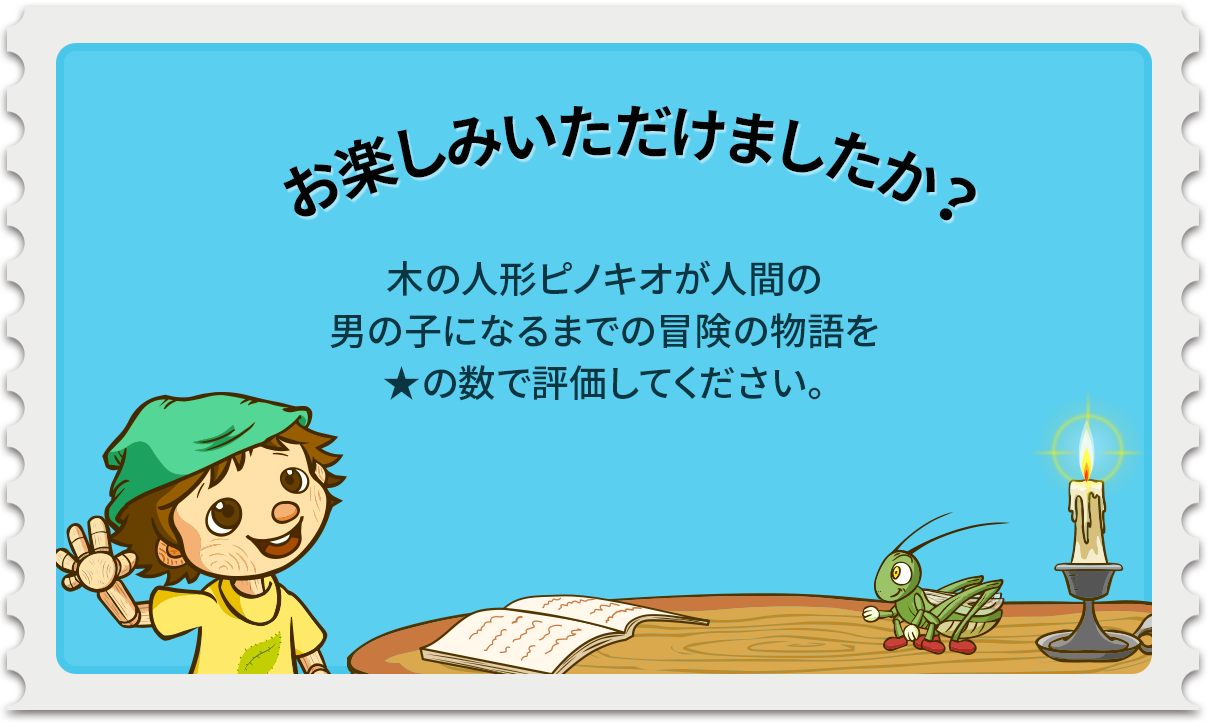 お楽しみいただけましたか？
木の人形ピノキオが人間の
男の子になるまでの冒険の物語を
★の数で評価してください。